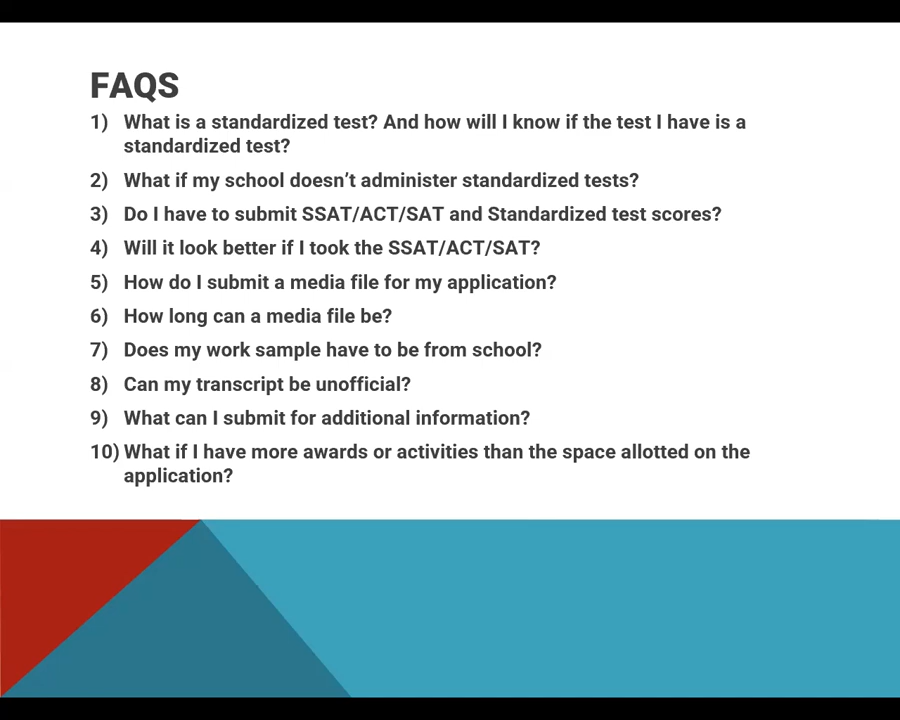 FAQS
1) What is a standardized test? And how will I know if the test I have is a
standardized test?
2) What if my school doesn't administer standardized tests?
3) Do I have to submit SSAT/ACT/SAT and Standardized test scores?
4) Will it look better if I took the SSAT/ACT/SAT?
5) How do I submit a media file for my application?
6) How long can a media file be?
7) Does my work sample have to be from school?
8) Can my transcript be unofficial?
9) What can I submit for additional information?
10) What if I have more awards or activities than the space allotted on the
application?